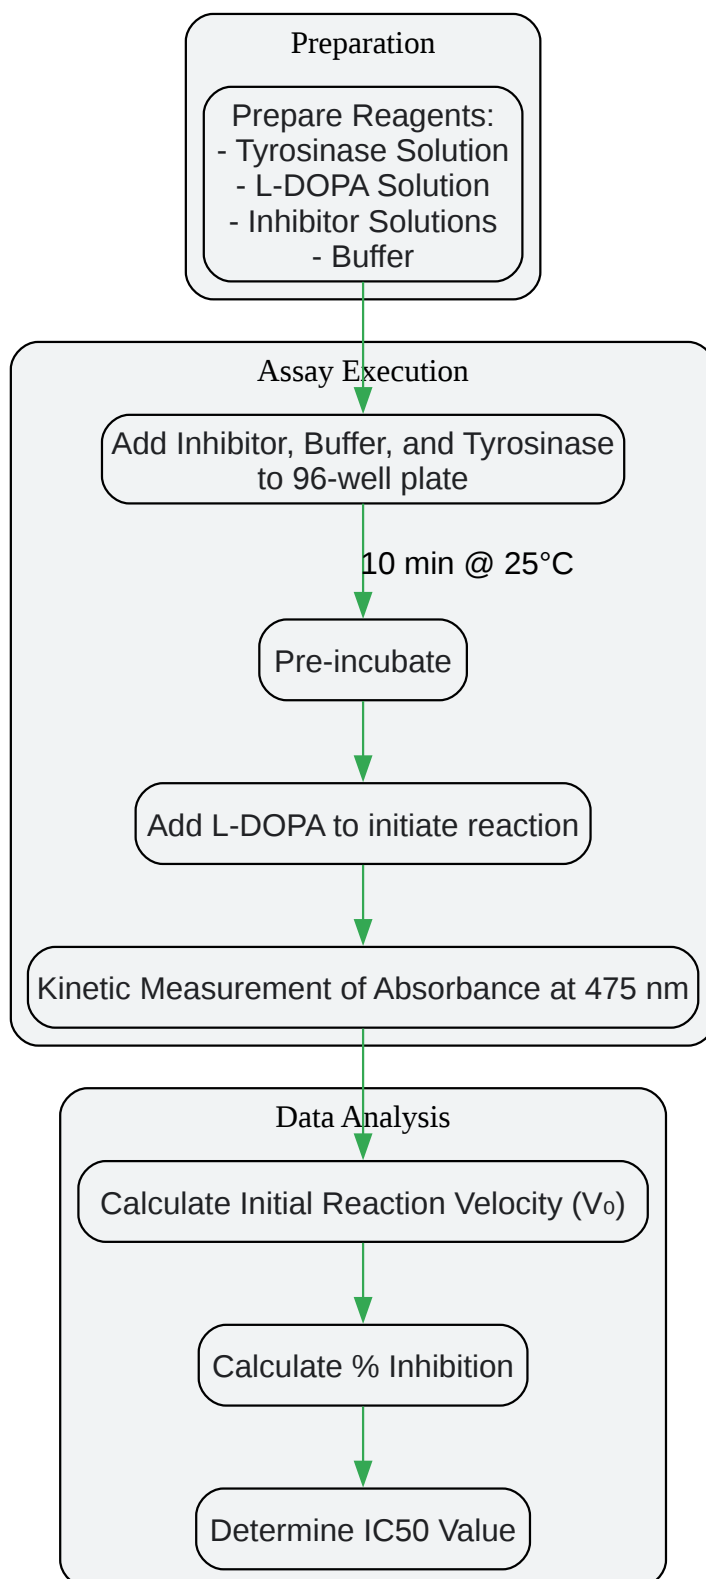 Preparation
Prepare Reagents:
- Tyrosinase Solution
- L-DOPA Solution
- Inhibitor Solutions
- Buffer
Assay Execution
Add Inhibitor, Buffer, and Tyrosinase
to 96-well plate
10 min @ 25°C
Pre-incubate
Add L-DOPA to initiate reaction
Kinetic Measurement of Absorbance at 475 nm
Data Analysis
Calculate Initial Reaction Velocity (V₀)
Calculate % Inhibition
Determine IC50 Value